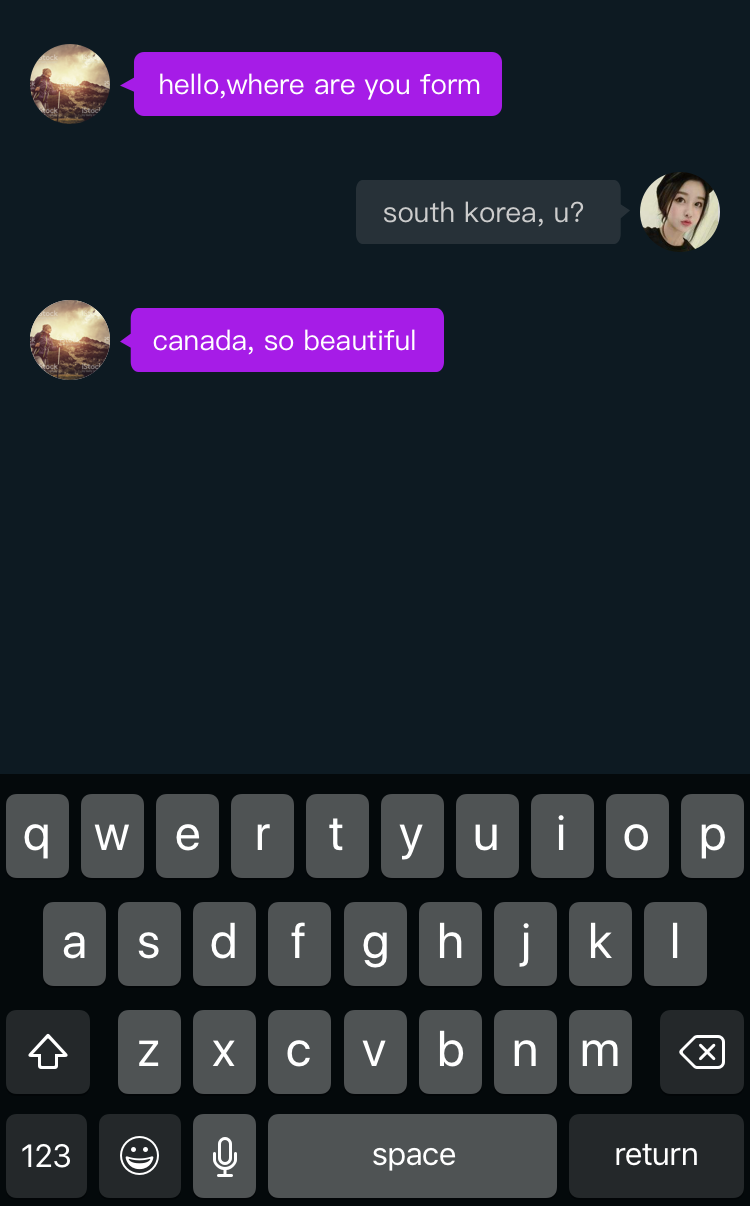 hello,where are you form
south korea, u?
canada, so beautiful
q w e r t y u i o p
a s d f g h j k l
z x c v b n m
123 space return